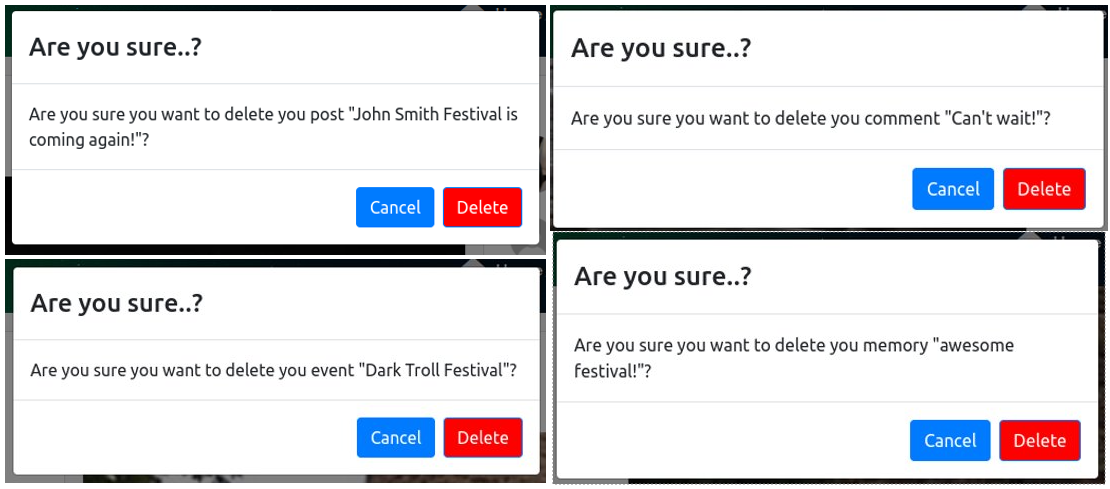 Are you sure..?
Are you sure you want to delete you post "John Smith Festival is
coming again!"?
Cancel Delete
Are you sure..?
Are you sure you want to delete you comment "Can't wait!"?
Cancel Delete
Are you sure..?
Are you sure you want to delete you event "Dark Troll Festival"?
Cancel Delete
Are you sure..?
Are you sure you want to delete you memory "awesome
festival!"?
Cancel Delete